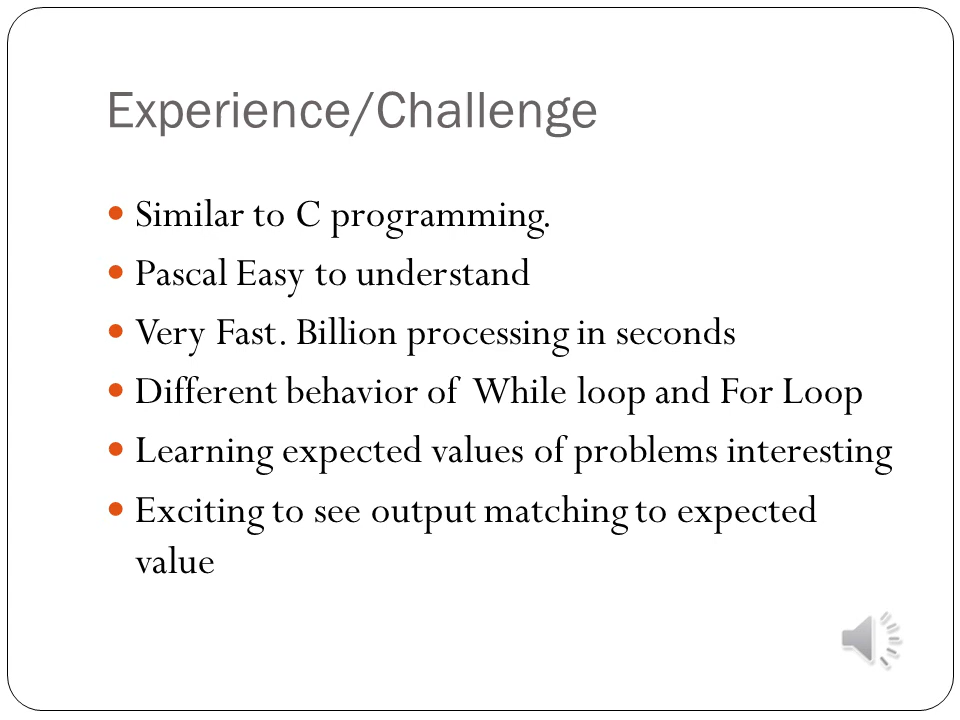 Experience/Challenge
Similar to C programming.
Pascal Easy to understand
Very Fast. Billion processing in seconds
Different behavior of While loop and For Loop
Learning expected values of problems interesting
Exciting to see output matching to expected
value